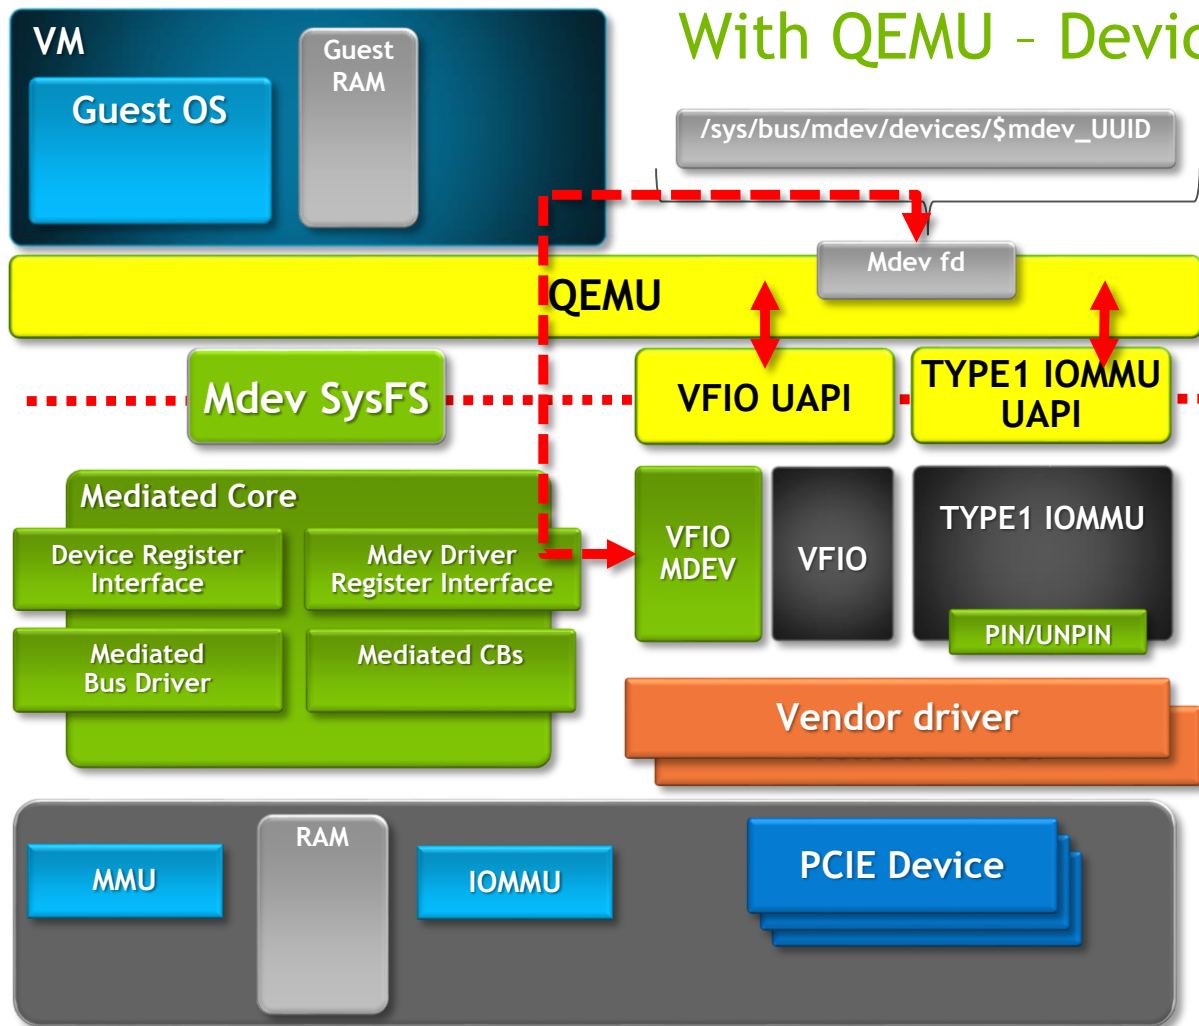 With QEMU – Devic
VM
Guest
RAM
Guest OS
/sys/bus/mdev/devices/$mdev_UUID
Mdev fd
QEMU
Mdev SysFS
VFIO UAPI
TYPE1 IOMMU
UAPI
Mediated Core
Device Register
Interface
Mdev Driver
Register Interface
Mediated
Bus Driver
Mediated CBs
VFIO
MDEV
VFIO
TYPE1 IOMMU
PIN/UNPIN
Vendor driver
MMU
RAM
IOMMU
PCIE Device